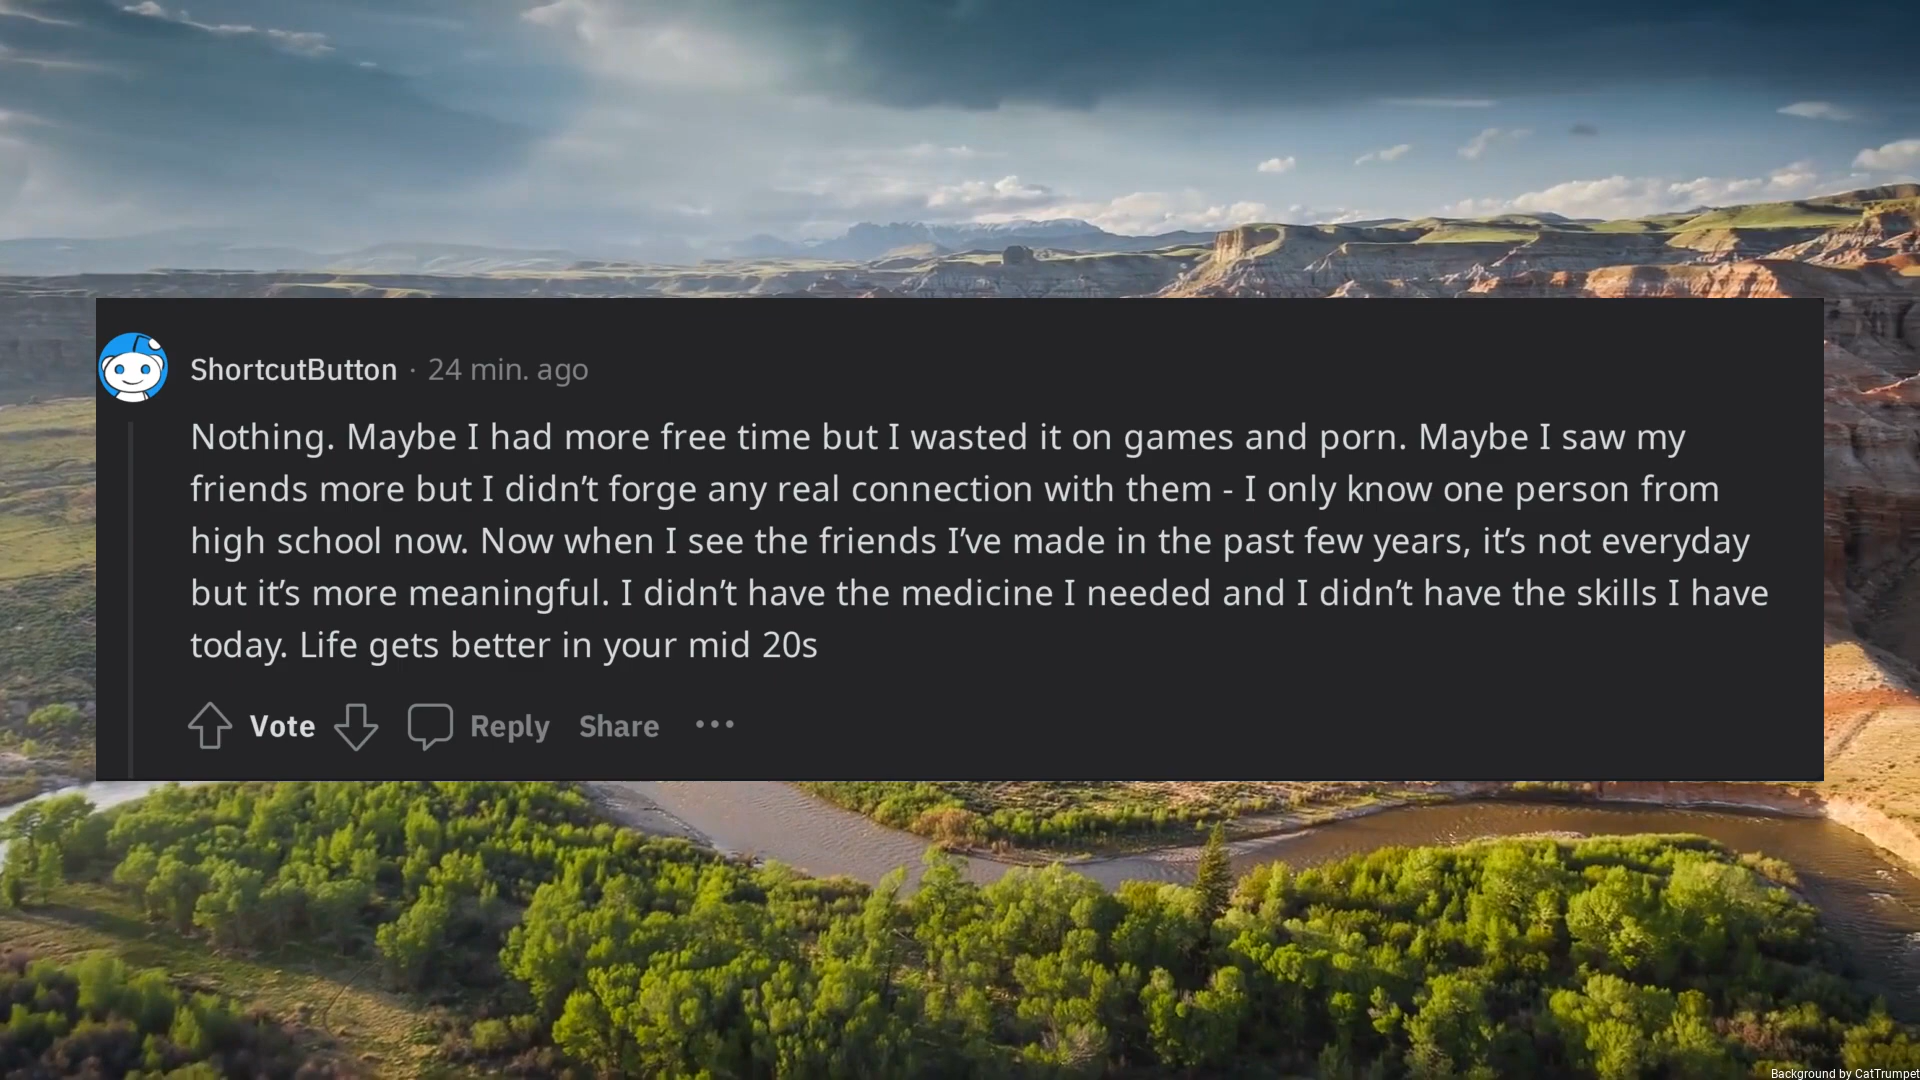 ShortcutButton · 24 min. ago
Nothing. Maybe I had more free time but I wasted it on games and porn. Maybe I saw my
friends more but I didn’t forge any real connection with them - I only know one person from
high school now. Now when I see the friends I’ve made in the past few years, it’s not everyday
but it’s more meaningful. I didn’t have the medicine I needed and I didn’t have the skills I have
today. Life gets better in your mid 20s
Vote Reply Share
Background by CatTrumpet